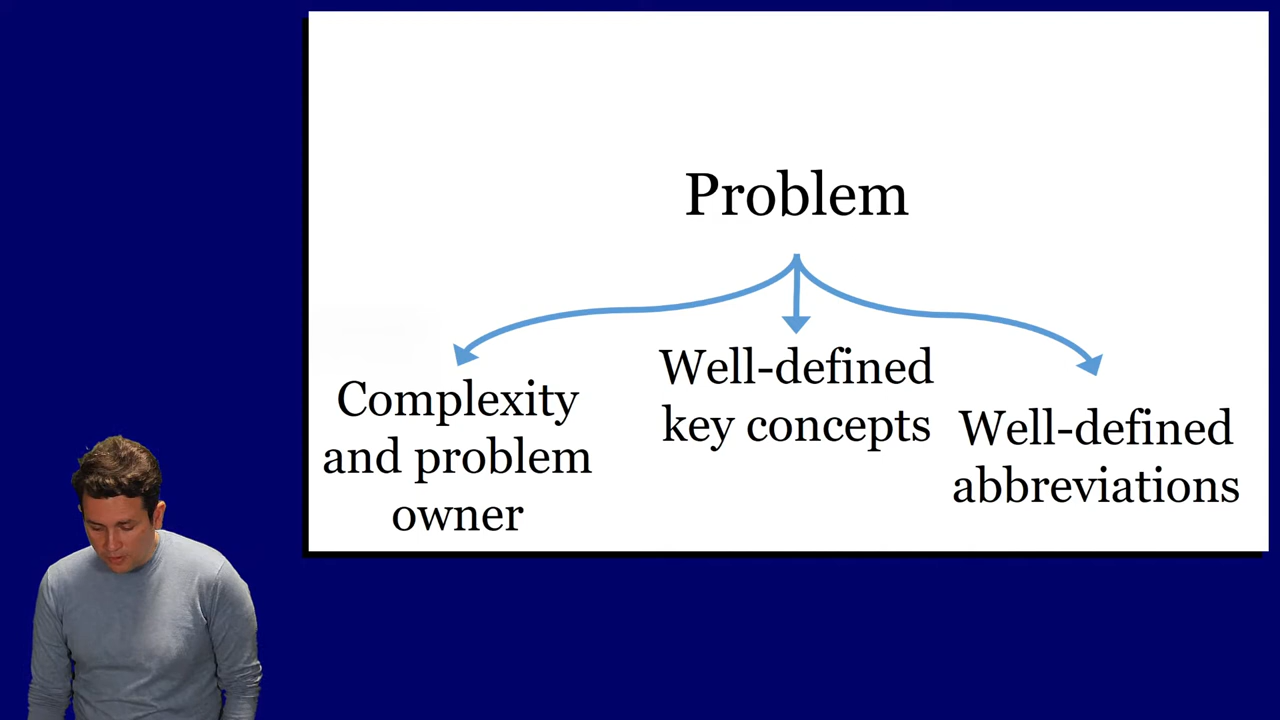 Problem
Complexity
and problem
owner
Well-defined
key concepts
Well-defined
abbreviations